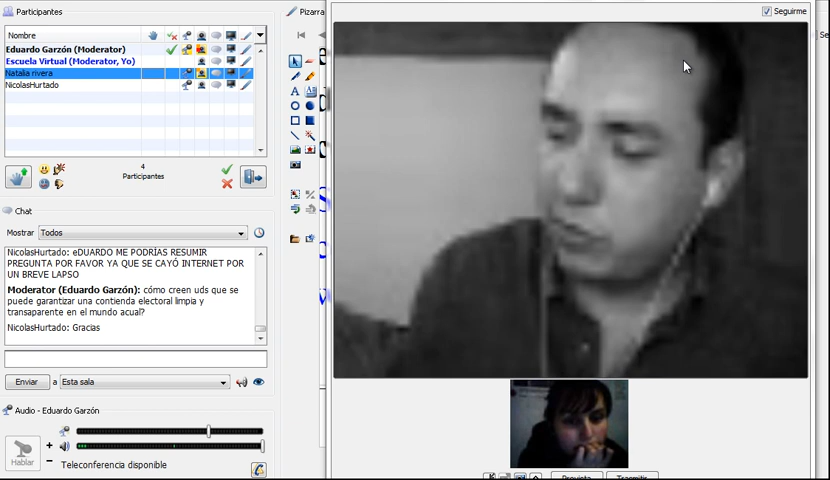 Participantes
Pizarra
Seguirme
Se
Nombre
Eduardo Garzón (Moderator)
Escuela Virtual (Moderator, Yo)
Natalia rivera
NicolasHurtado
4
Participantes
Chat
Mostrar Todos
NicolasHurtado: eDUARDO ME PODRÍAS RESUMIR
PREGUNTA POR FAVOR YA QUE SE CAYÓ INTERNET POR
UN BREVE LAPSO
Moderator (Eduardo Garzón): cómo creen uds que se
puede garantizar una contienda electoral limpia y
transaparente en el mundo acual?
NicolasHurtado: Gracias
Enviar a Esta sala
Audio - Eduardo Garzón
Hablar
Teleconferencia disponible